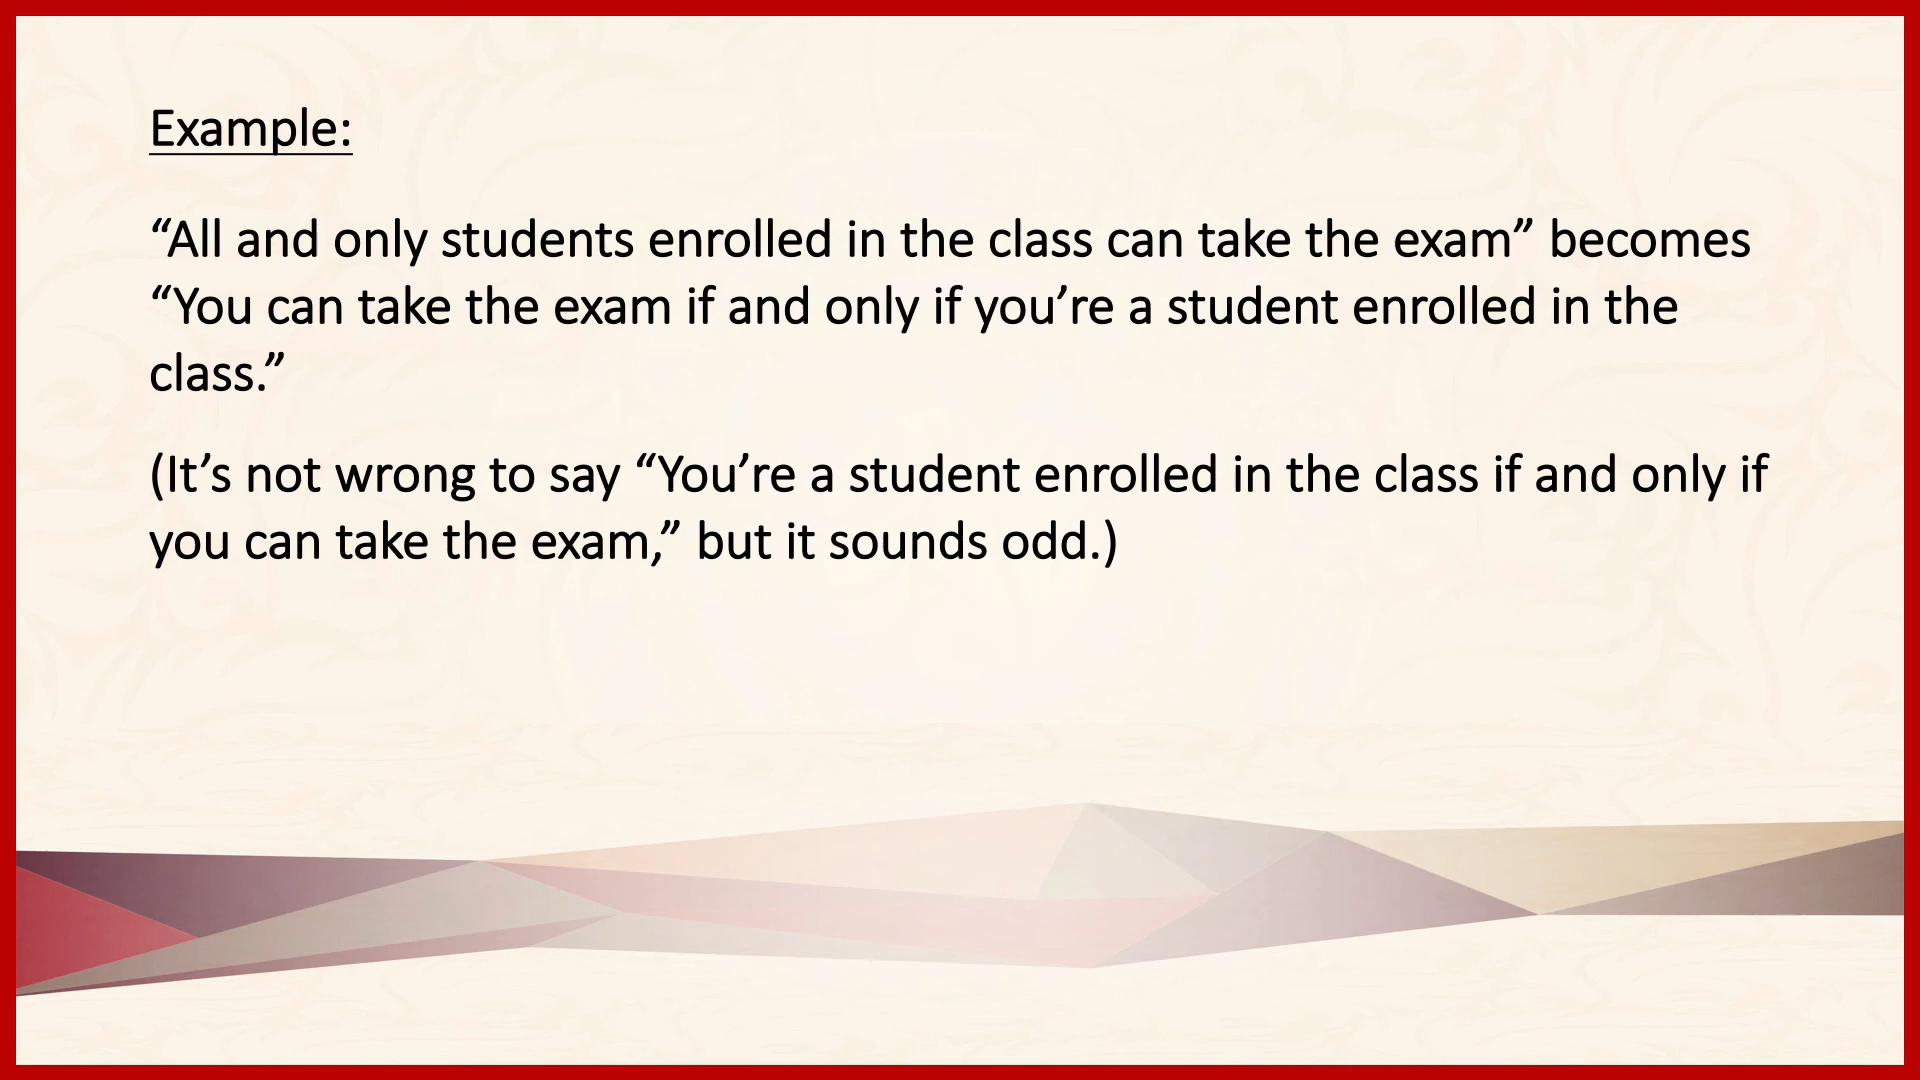 Example:
“All and only students enrolled in the class can take the exam” becomes
“You can take the exam if and only if you’re a student enrolled in the
class.”
(It’s not wrong to say “You’re a student enrolled in the class if and only if
you can take the exam,” but it sounds odd.)